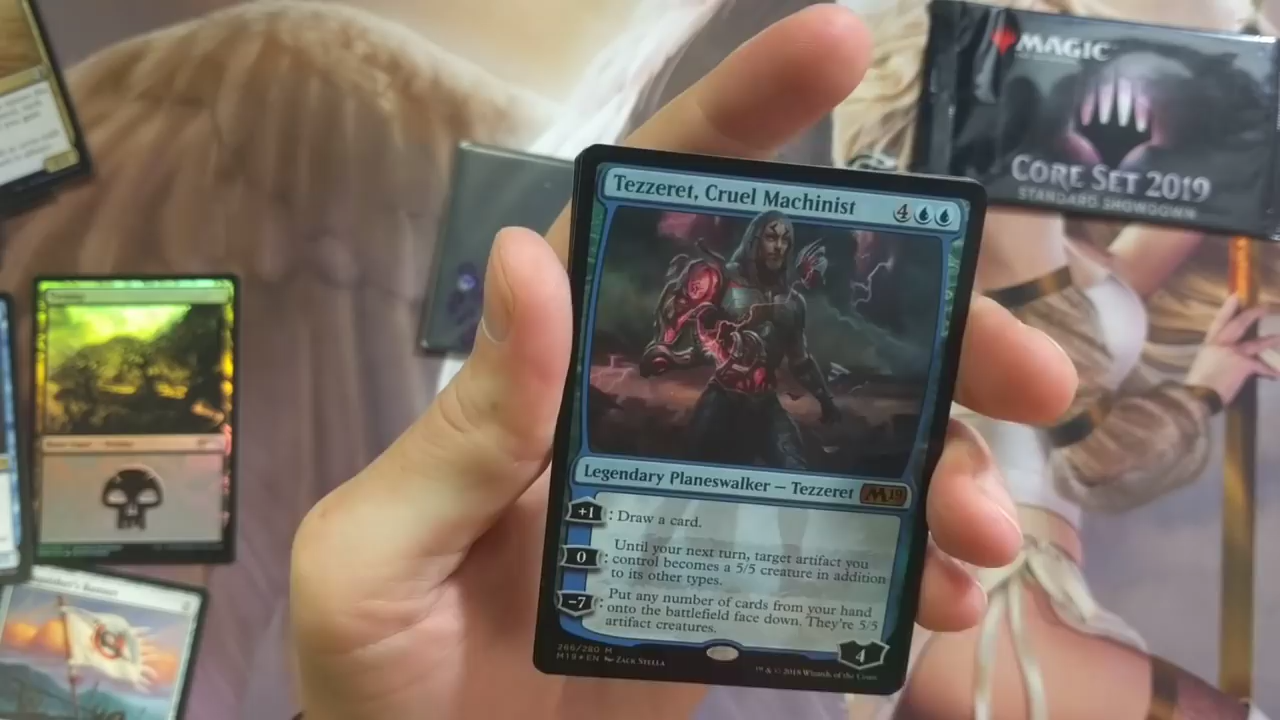 MAGIC
CORE SET 2019
STANDARD SHOWDOWN
Tezzeret, Cruel Machinist 4
Legendary Planeswalker – Tezzeret M19
+1 : Draw a card.
0 : Until your next turn, target artifact you
control becomes a 5/5 creature in addition
to its other types.
-7 : Put any number of cards from your hand
onto the battlefield face down. They're 5/5
artifact creatures.
4
266/280 M
M19★EN Zack Stella
™ & © 2018 Wizards of the Coast